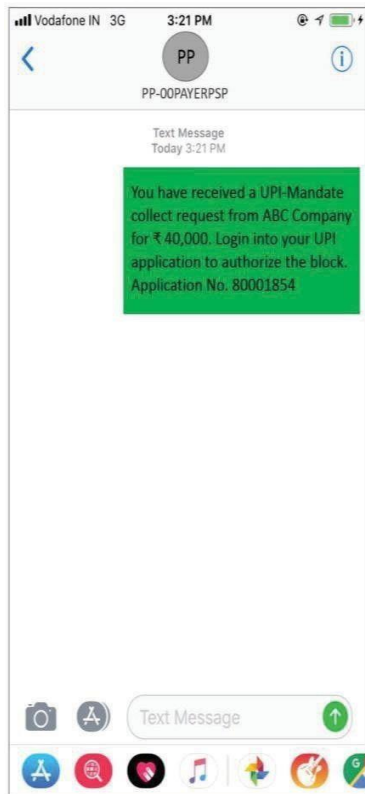 Vodafone IN 3G 3:21 PM
PP
PP-00PAYERPSP
Text Message
Today 3:21 PM
You have received a UPI-Mandate
collect request from ABC Company
for ₹ 40,000. Login into your UPI
application to authorize the block.
Application No. 80001854
Text Message